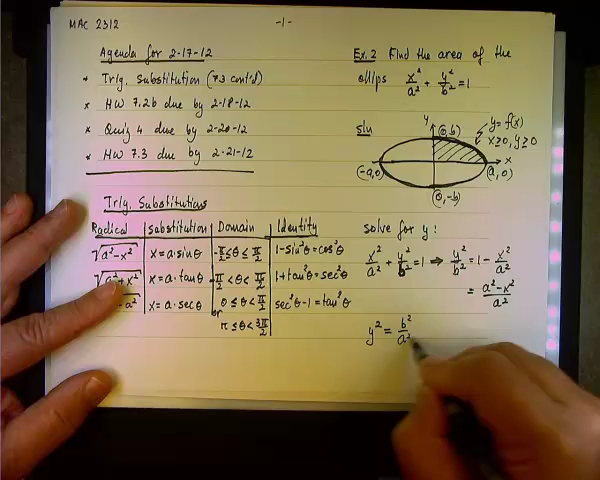 MAC 2312
-1-
Agenda for 2-17-12
* Trig. substitution (7.3 cont'd)
* HW 7.2b due by 2-18-12
* Quiz 4 due by 2-20-12
* HW 7.3 due by 2-21-12
Trig. Substitutions
Radical | substitution | Domain | Identity
√(a²-x²) | x = a·sinθ | -π/2 ≤ θ ≤ π/2 | 1-sin²θ = cos²θ
√(a²+x²) | x = a·tanθ | -π/2 < θ < π/2 | 1+tan²θ = sec²θ
-a² | x = a·secθ | 0 ≤ θ < π/2 | sec²θ-1 = tan²θ
or
π ≤ θ < 3π/2
Ex. 2 Find the area of the
ellips x²/a² + y²/b² = 1
sln
y
(0,b)
y = f(x)
x≥0, y≥0
(-a,0)
x
(a,0)
(0,-b)
solve for y:
x²/a² + y²/b² = 1 ⇒ y²/b² = 1 - x²/a²
= (a²-x²)/a²
y² = b²/a²